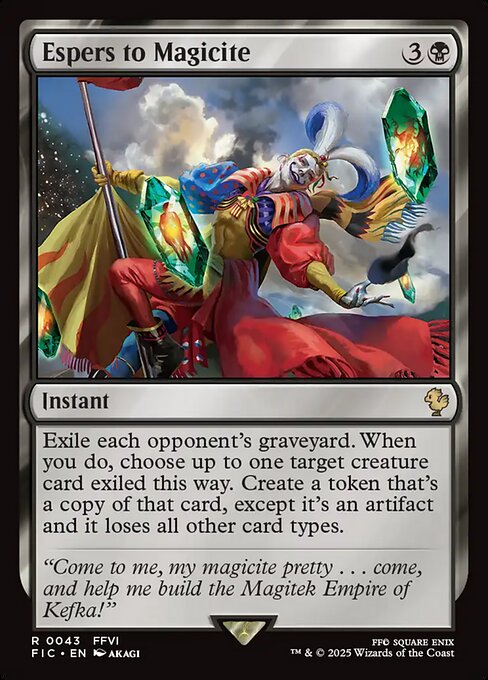 Espers to Magicite 3
Instant
Exile each opponent's graveyard. When
you do, choose up to one target creature
card exiled this way. Create a token that's
a copy of that card, except it's an artifact
and it loses all other card types.
“Come to me, my magicite pretty . . . come,
and help me build the Magitek Empire of
Kefka!”
R 0043 FFVI
FIC • EN AKAGI
FF© SQUARE ENIX
™ & © 2025 Wizards of the Coast